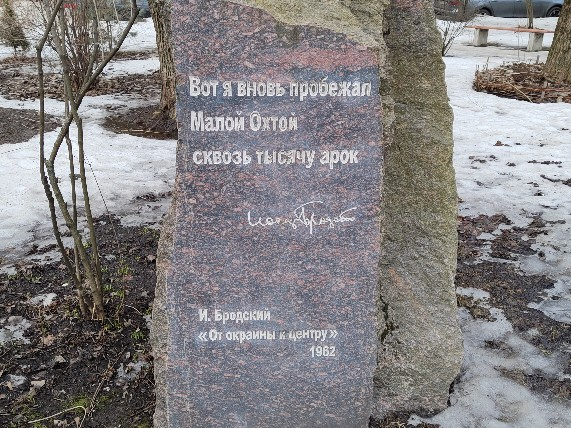 Вот я вновь пробежал
Малой Охтой
сквозь тысячу арок
И. Бродский
«От окраины к центру»
1962